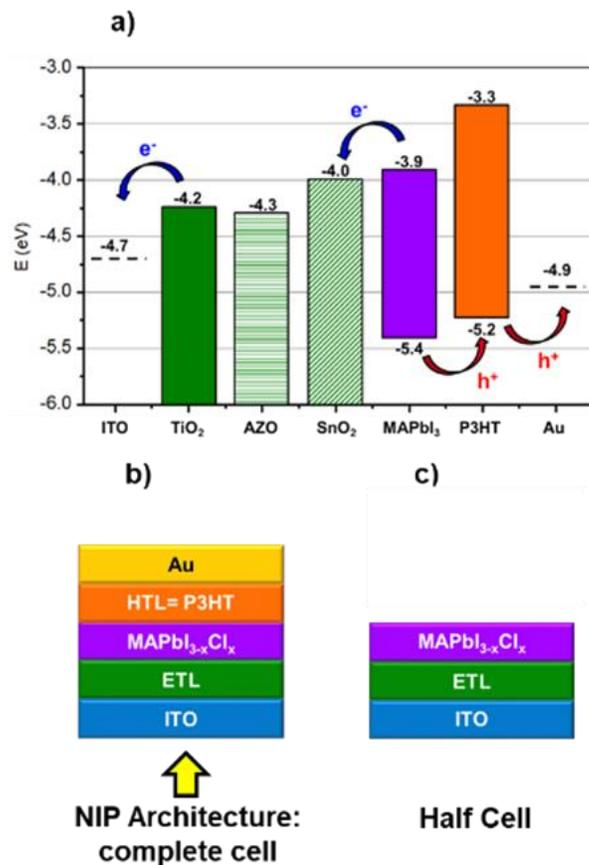 a)
-3.0
-3.5
-4.0
-4.5
-5.0
-5.5
-6.0
E (eV)
e⁻
e⁻
-4.7
-4.2
-4.3
-4.0
-3.9
-5.4
-3.3
-5.2
-4.9
h⁺
h⁺
ITO TiO₂ AZO SnO₂ MAPbI₃ P3HT Au
b) c)
Au
HTL= P3HT
MAPbI₃₋ₓClₓ
ETL
ITO
MAPbI₃₋ₓClₓ
ETL
ITO
NIP Architecture:
complete cell
Half Cell